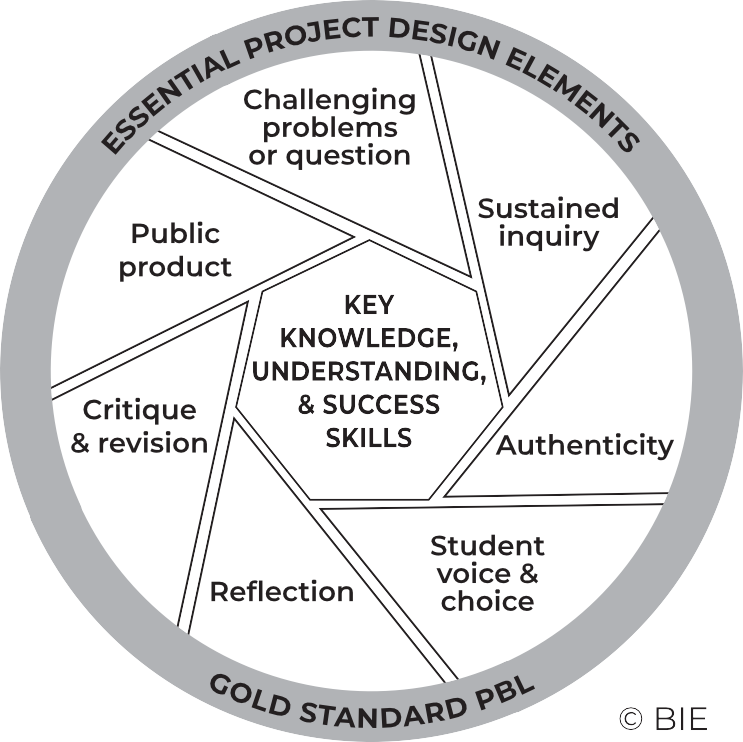 ESSENTIAL PROJECT DESIGN ELEMENTS
Challenging
problems
or question
Sustained
inquiry
Authenticity
Student
voice &
choice
Reflection
Critique
& revision
Public
product
KEY
KNOWLEDGE,
UNDERSTANDING,
& SUCCESS
SKILLS
GOLD STANDARD PBL
© BIE